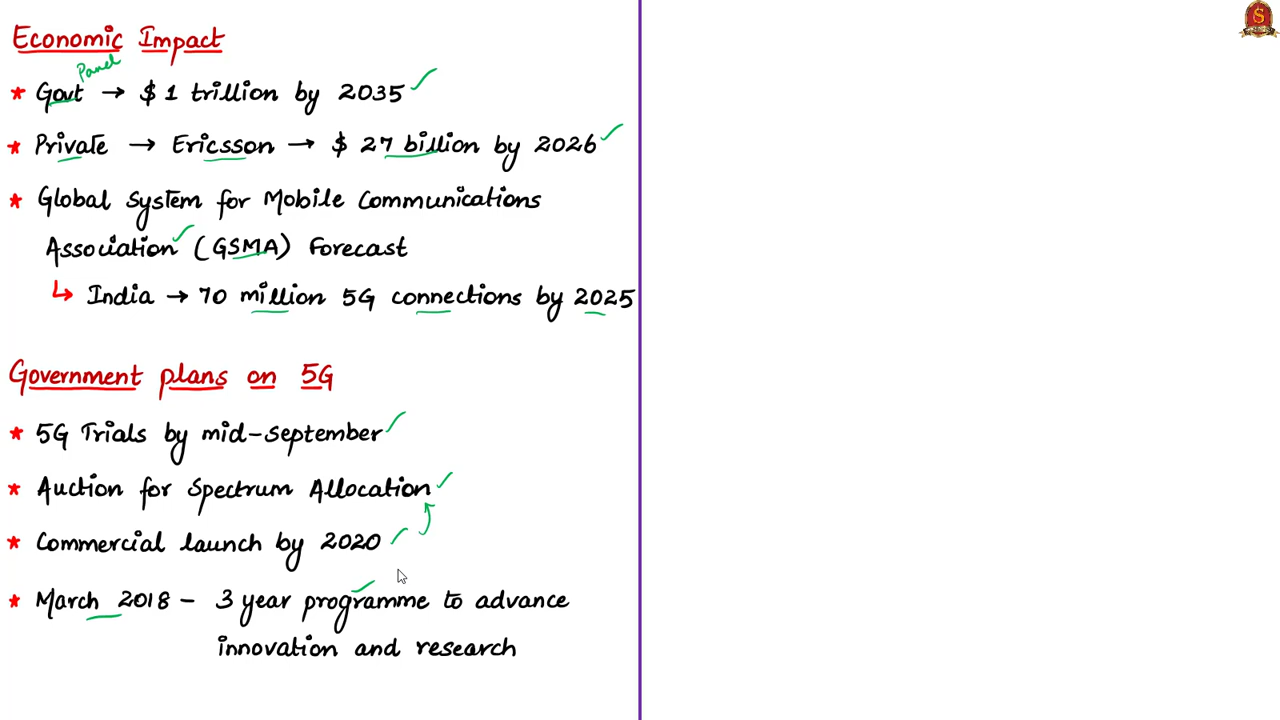 Economic Impact
Panel
* Govt → $ 1 trillion by 2035 ✓
* Private → Ericsson → $ 27 billion by 2026 ✓
* Global System for Mobile Communications
Association ✓ (GSMA) Forecast
↳ India → 70 million 5G connections by 2025
Government plans on 5G
* 5G Trials by mid-September ✓
* Auction for Spectrum Allocation ✓
* Commercial launch by 2020 ✓
* March 2018 - 3 year programme to advance
innovation and research
S